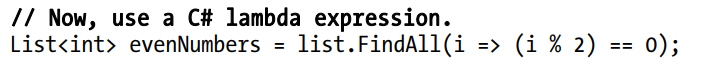 // Now, use a C# lambda expression.
List<int> evenNumbers = list.FindAll(i => (i % 2) == 0);